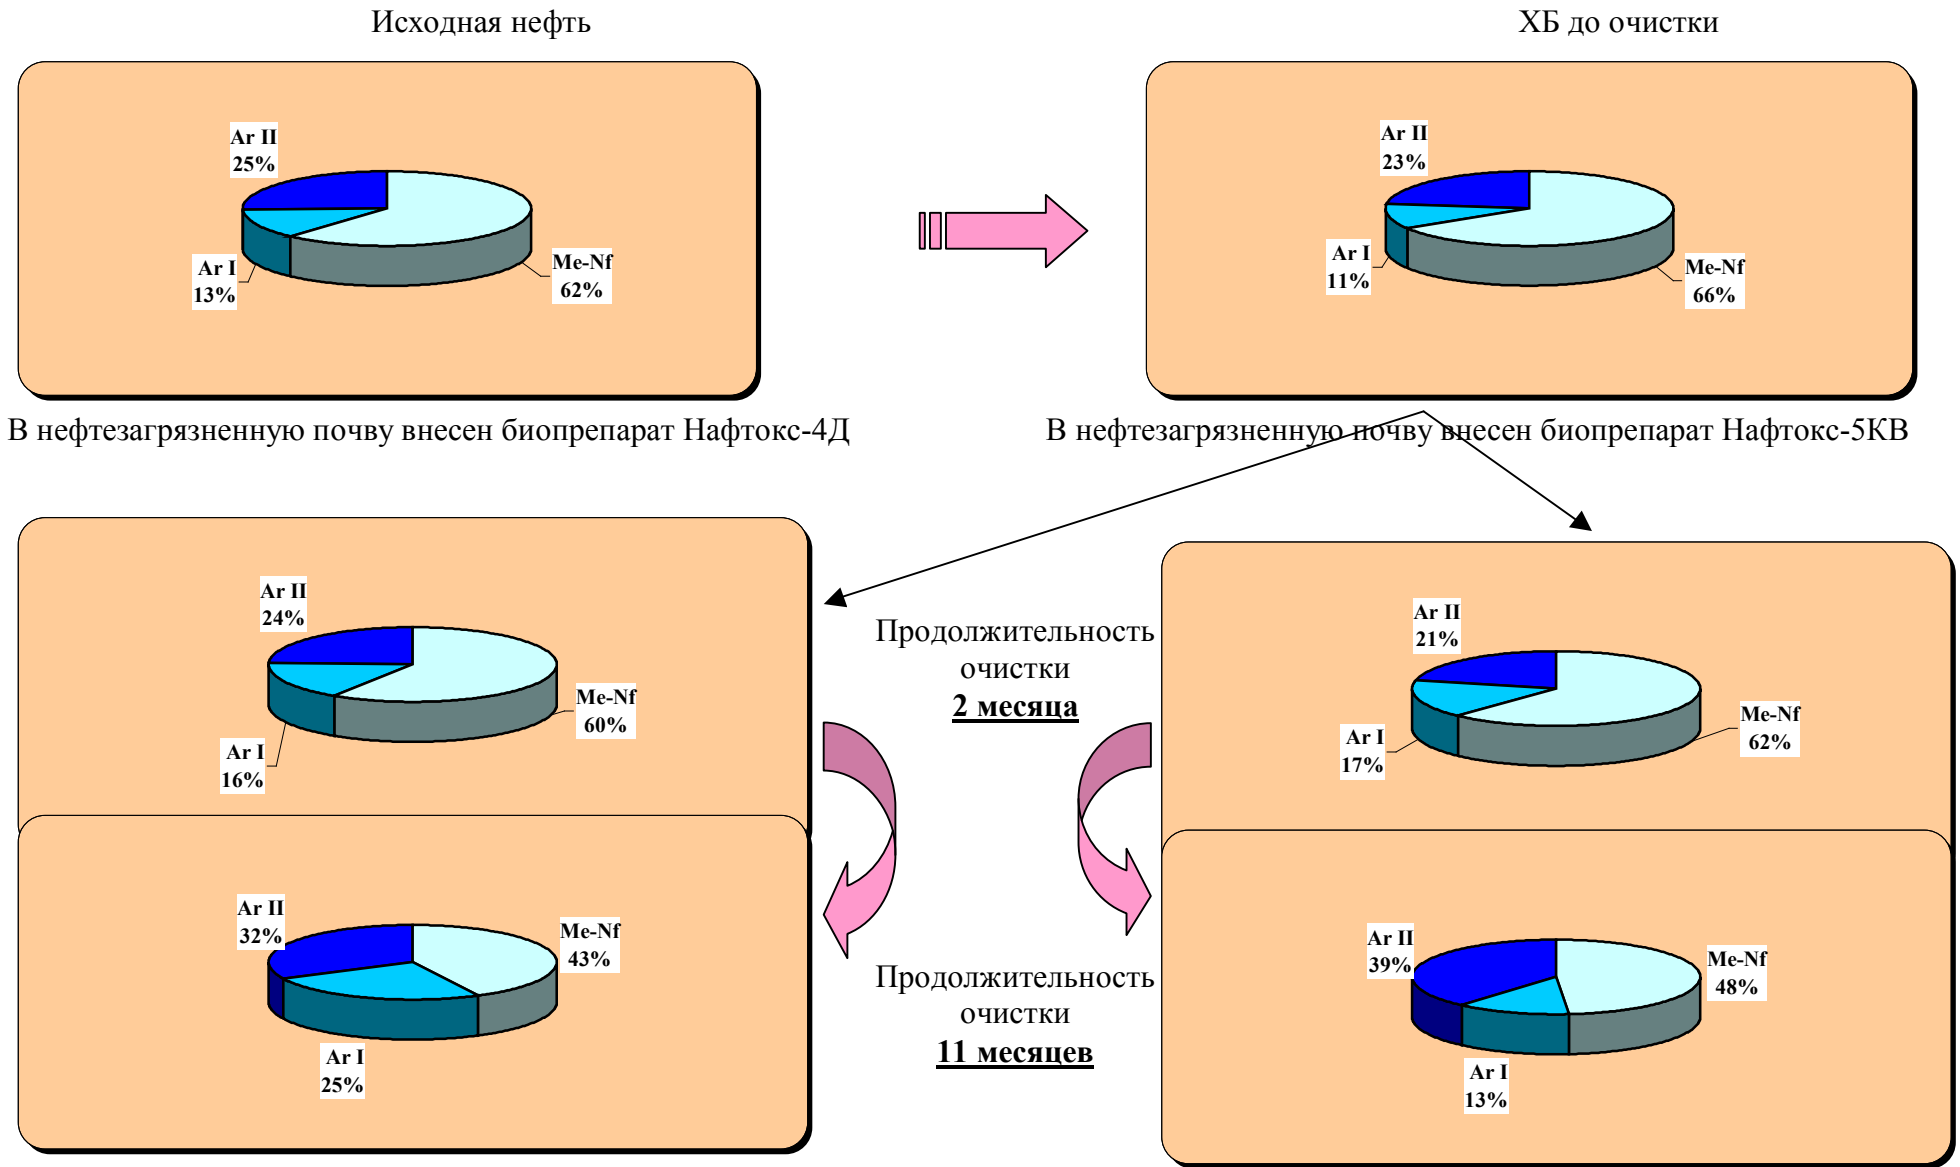 Исходная нефть
ХБ до очистки
Ar II
25%
Ar I
13%
Me-Nf
62%
Ar II
23%
Ar I
11%
Me-Nf
66%
В нефтезагрязненную почву внесен биопрепарат Нафтокс-4Д
В нефтезагрязненную почву внесен биопрепарат Нафтокс-5КВ
Ar II
24%
Ar I
16%
Me-Nf
60%
Продолжительность
очистки
2 месяца
Ar II
21%
Ar I
17%
Me-Nf
62%
Ar II
32%
Me-Nf
43%
Ar I
25%
Продолжительность
очистки
11 месяцев
Ar II
39%
Me-Nf
48%
Ar I
13%